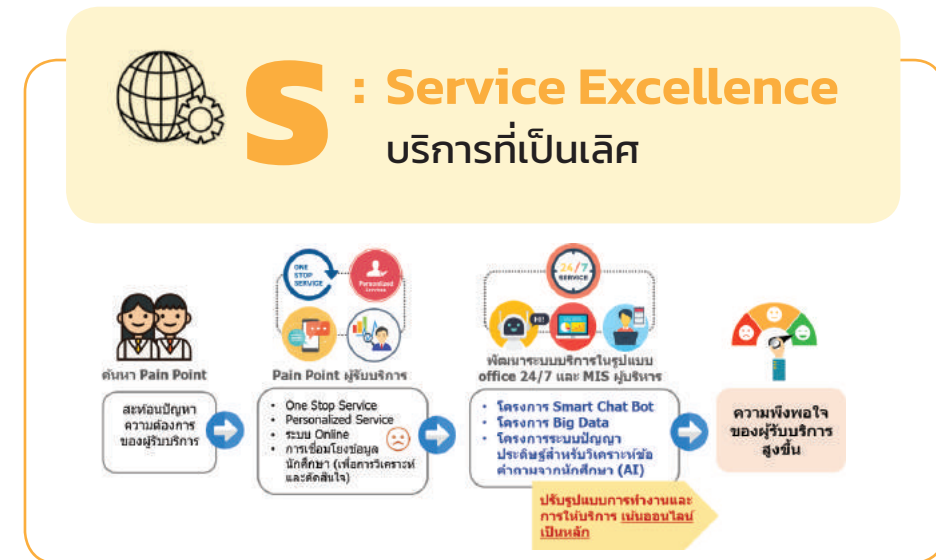 S : Service Excellence
บริการที่เป็นเลิศ
ONE
STOP
SERVICE
Personalized
Services
24/7
SERVICE
HI!
ค้นหา Pain Point
Pain Point ผู้รับบริการ
พัฒนาระบบบริการในรูปแบบ
office 24/7 และ MIS ผู้บริหาร
สะท้อนปัญหา
ความต้องการ
ของผู้รับบริการ
• One Stop Service
• Personalized Service
• ระบบ Online
• การเชื่อมโยงข้อมูล
นักศึกษา (เพื่อการวิเคราะห์
และตัดสินใจ)
• โครงการ Smart Chat Bot
• โครงการ Big Data
• โครงการระบบปัญญา
ประดิษฐ์สำหรับวิเคราะห์ข้อ
คำถามจากนักศึกษา (AI)
ความพึงพอใจ
ของผู้รับบริการ
สูงขึ้น
ปรับรูปแบบการทำงานและ
การให้บริการ เน้นออนไลน์
เป็นหลัก